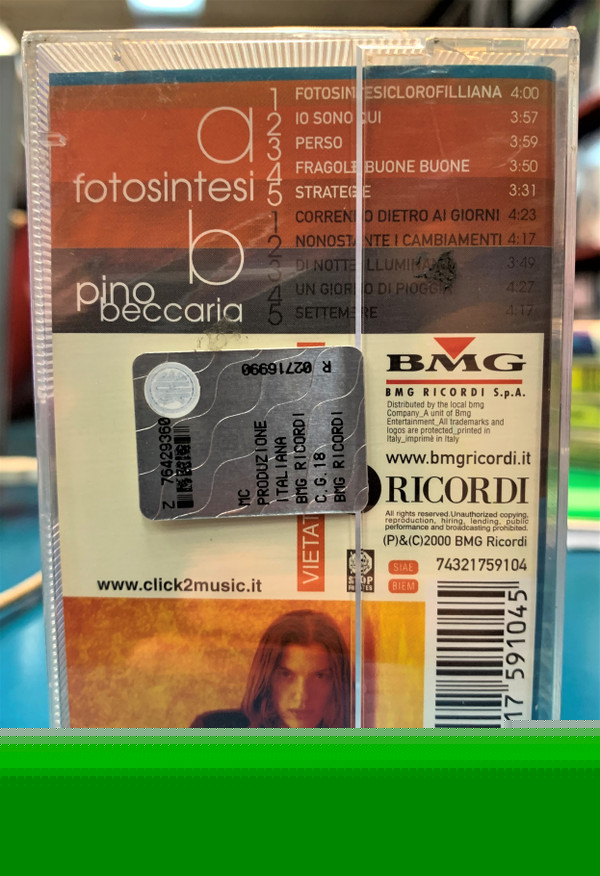 a
fotosintesi
b
pino
beccaria
1 FOTOSINTESICLOROFILLIANA 4:00
2 IO SONO QUI 3:57
3 PERSO 3:59
4 FRAGOLE BUONE BUONE 3:50
5 STRATEGIE 3:31
1 CORRENDO DIETRO AI GIORNI 4:23
2 NONOSTANTE I CAMBIAMENTI 4:17
3 DI NOTTE ILLUMINAMI 3:49
4 UN GIORNO DI PIOGGIA 4:27
5 SETTEMBRE 4:17
R 02716990
Z 76429360
MC
PRODUZIONE
ITALIANA
BMG RICORDI
C.G.18
BMG RICORDI
VIETAT
www.click2music.it
BMG
BMG RICORDI S.p.A.
Distributed by the local bmg
Company_A unit of Bmg
Entertainment_All trademarks and
logos are protected_printed in
Italy_imprimè in Italy
www.bmgricordi.it
RICORDI
All rights reserved.Unauthorized copying,
reproduction, hiring, lending, public
performance and broadcasting prohibited.
(P)&(C)2000 BMG Ricordi
STOP
SIAE
BIEM
74321759104
17 591045